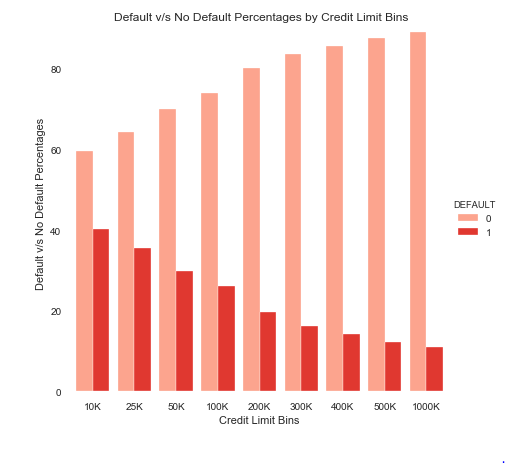 Default v/s No Default Percentages by Credit Limit Bins
Default v/s No Default Percentages
80
60
40
20
0
10K 25K 50K 100K 200K 300K 400K 500K 1000K
Credit Limit Bins
DEFAULT
0
1